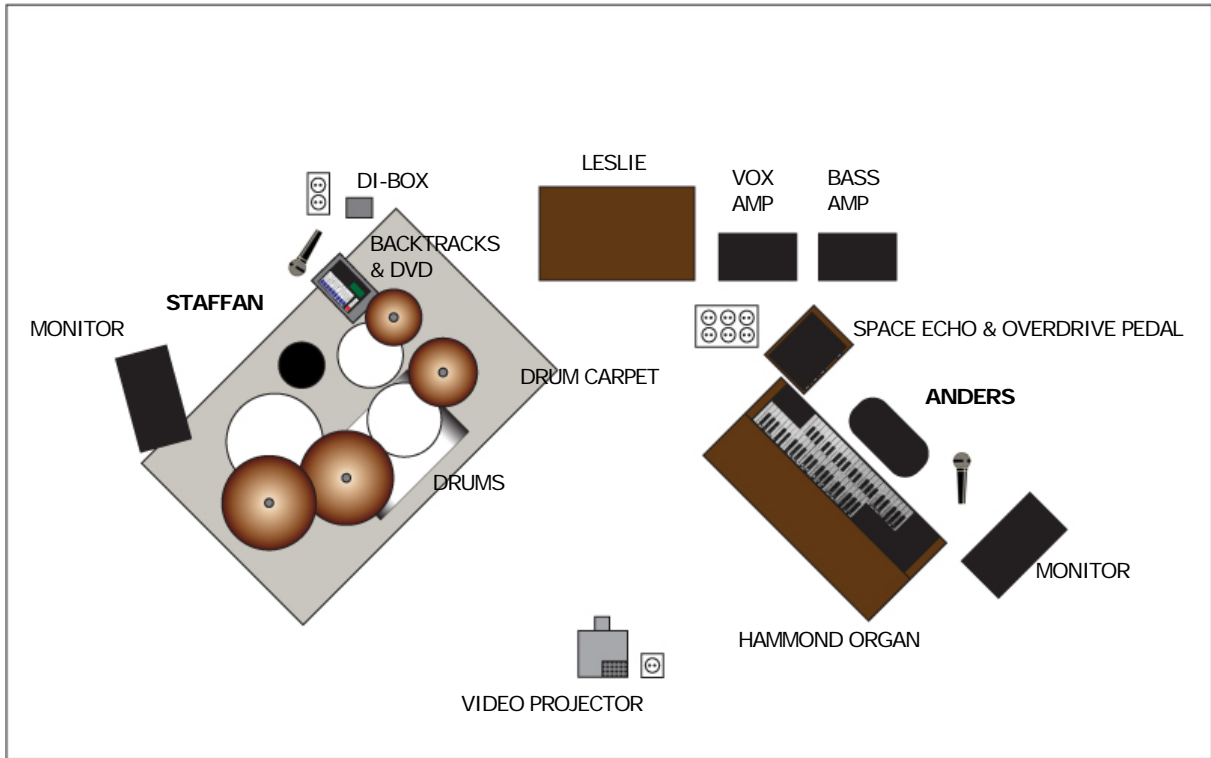 LESLIE
DI-BOX
VOX
AMP
BASS
AMP
BACKTRACKS
& DVD
STAFFAN
MONITOR
SPACE ECHO & OVERDRIVE PEDAL
DRUM CARPET
ANDERS
DRUMS
MONITOR
HAMMOND ORGAN
VIDEO PROJECTOR